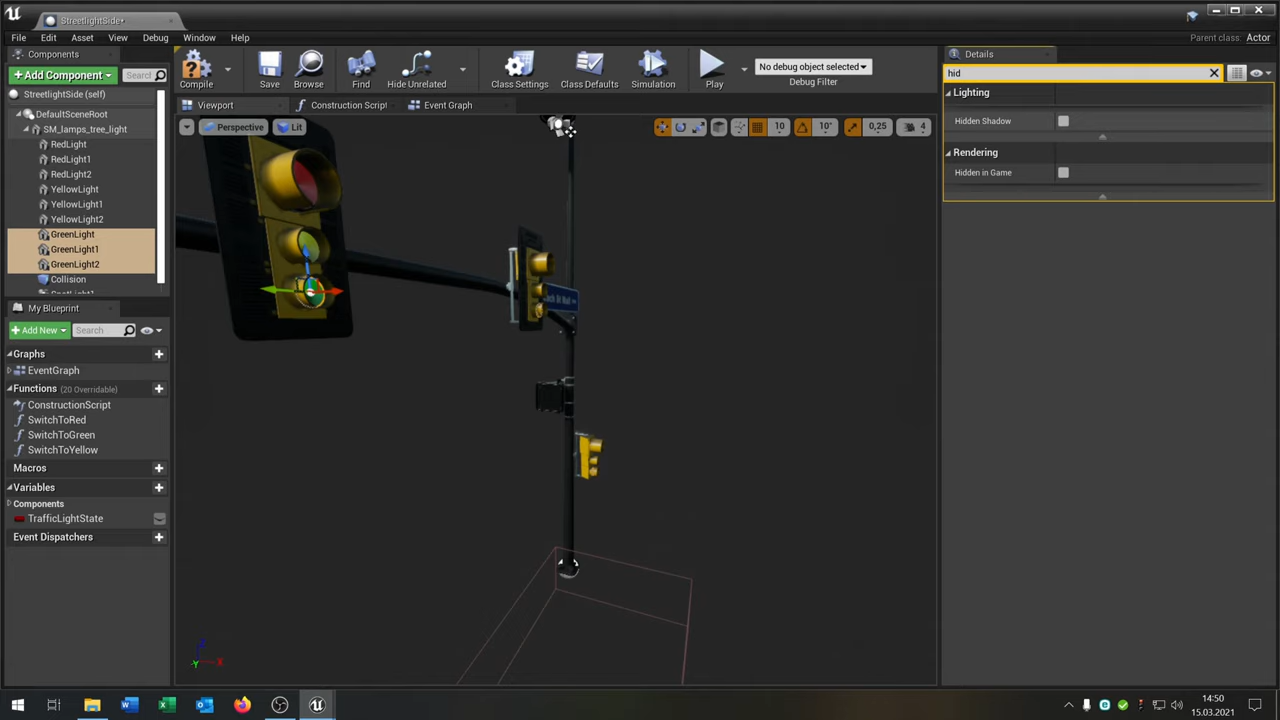 StreetlightSide*
File Edit Asset View Debug Window Help
Parent class: Actor
Components
+Add Component
Search
StreetlightSide (self)
DefaultSceneRoot
SM_lamps_tree_light
RedLight
RedLight1
RedLight2
YellowLight
YellowLight1
YellowLight2
GreenLight
GreenLight1
GreenLight2
Collision
My Blueprint
+Add New
Search
Graphs
EventGraph
Functions (20 Overridable)
ConstructionScript
SwitchToRed
SwitchToGreen
SwitchToYellow
Macros
Variables
Components
TrafficLightState
Event Dispatchers
Compile
Save
Browse
Find
Hide Unrelated
Class Settings
Class Defaults
Simulation
Play
No debug object selected
Debug Filter
Viewport
Construction Script
Event Graph
Perspective
Lit
10
10°
0,25
4
Z
X
Y
Details
hid
Lighting
Hidden Shadow
Rendering
Hidden in Game
14:50
15.03.2021